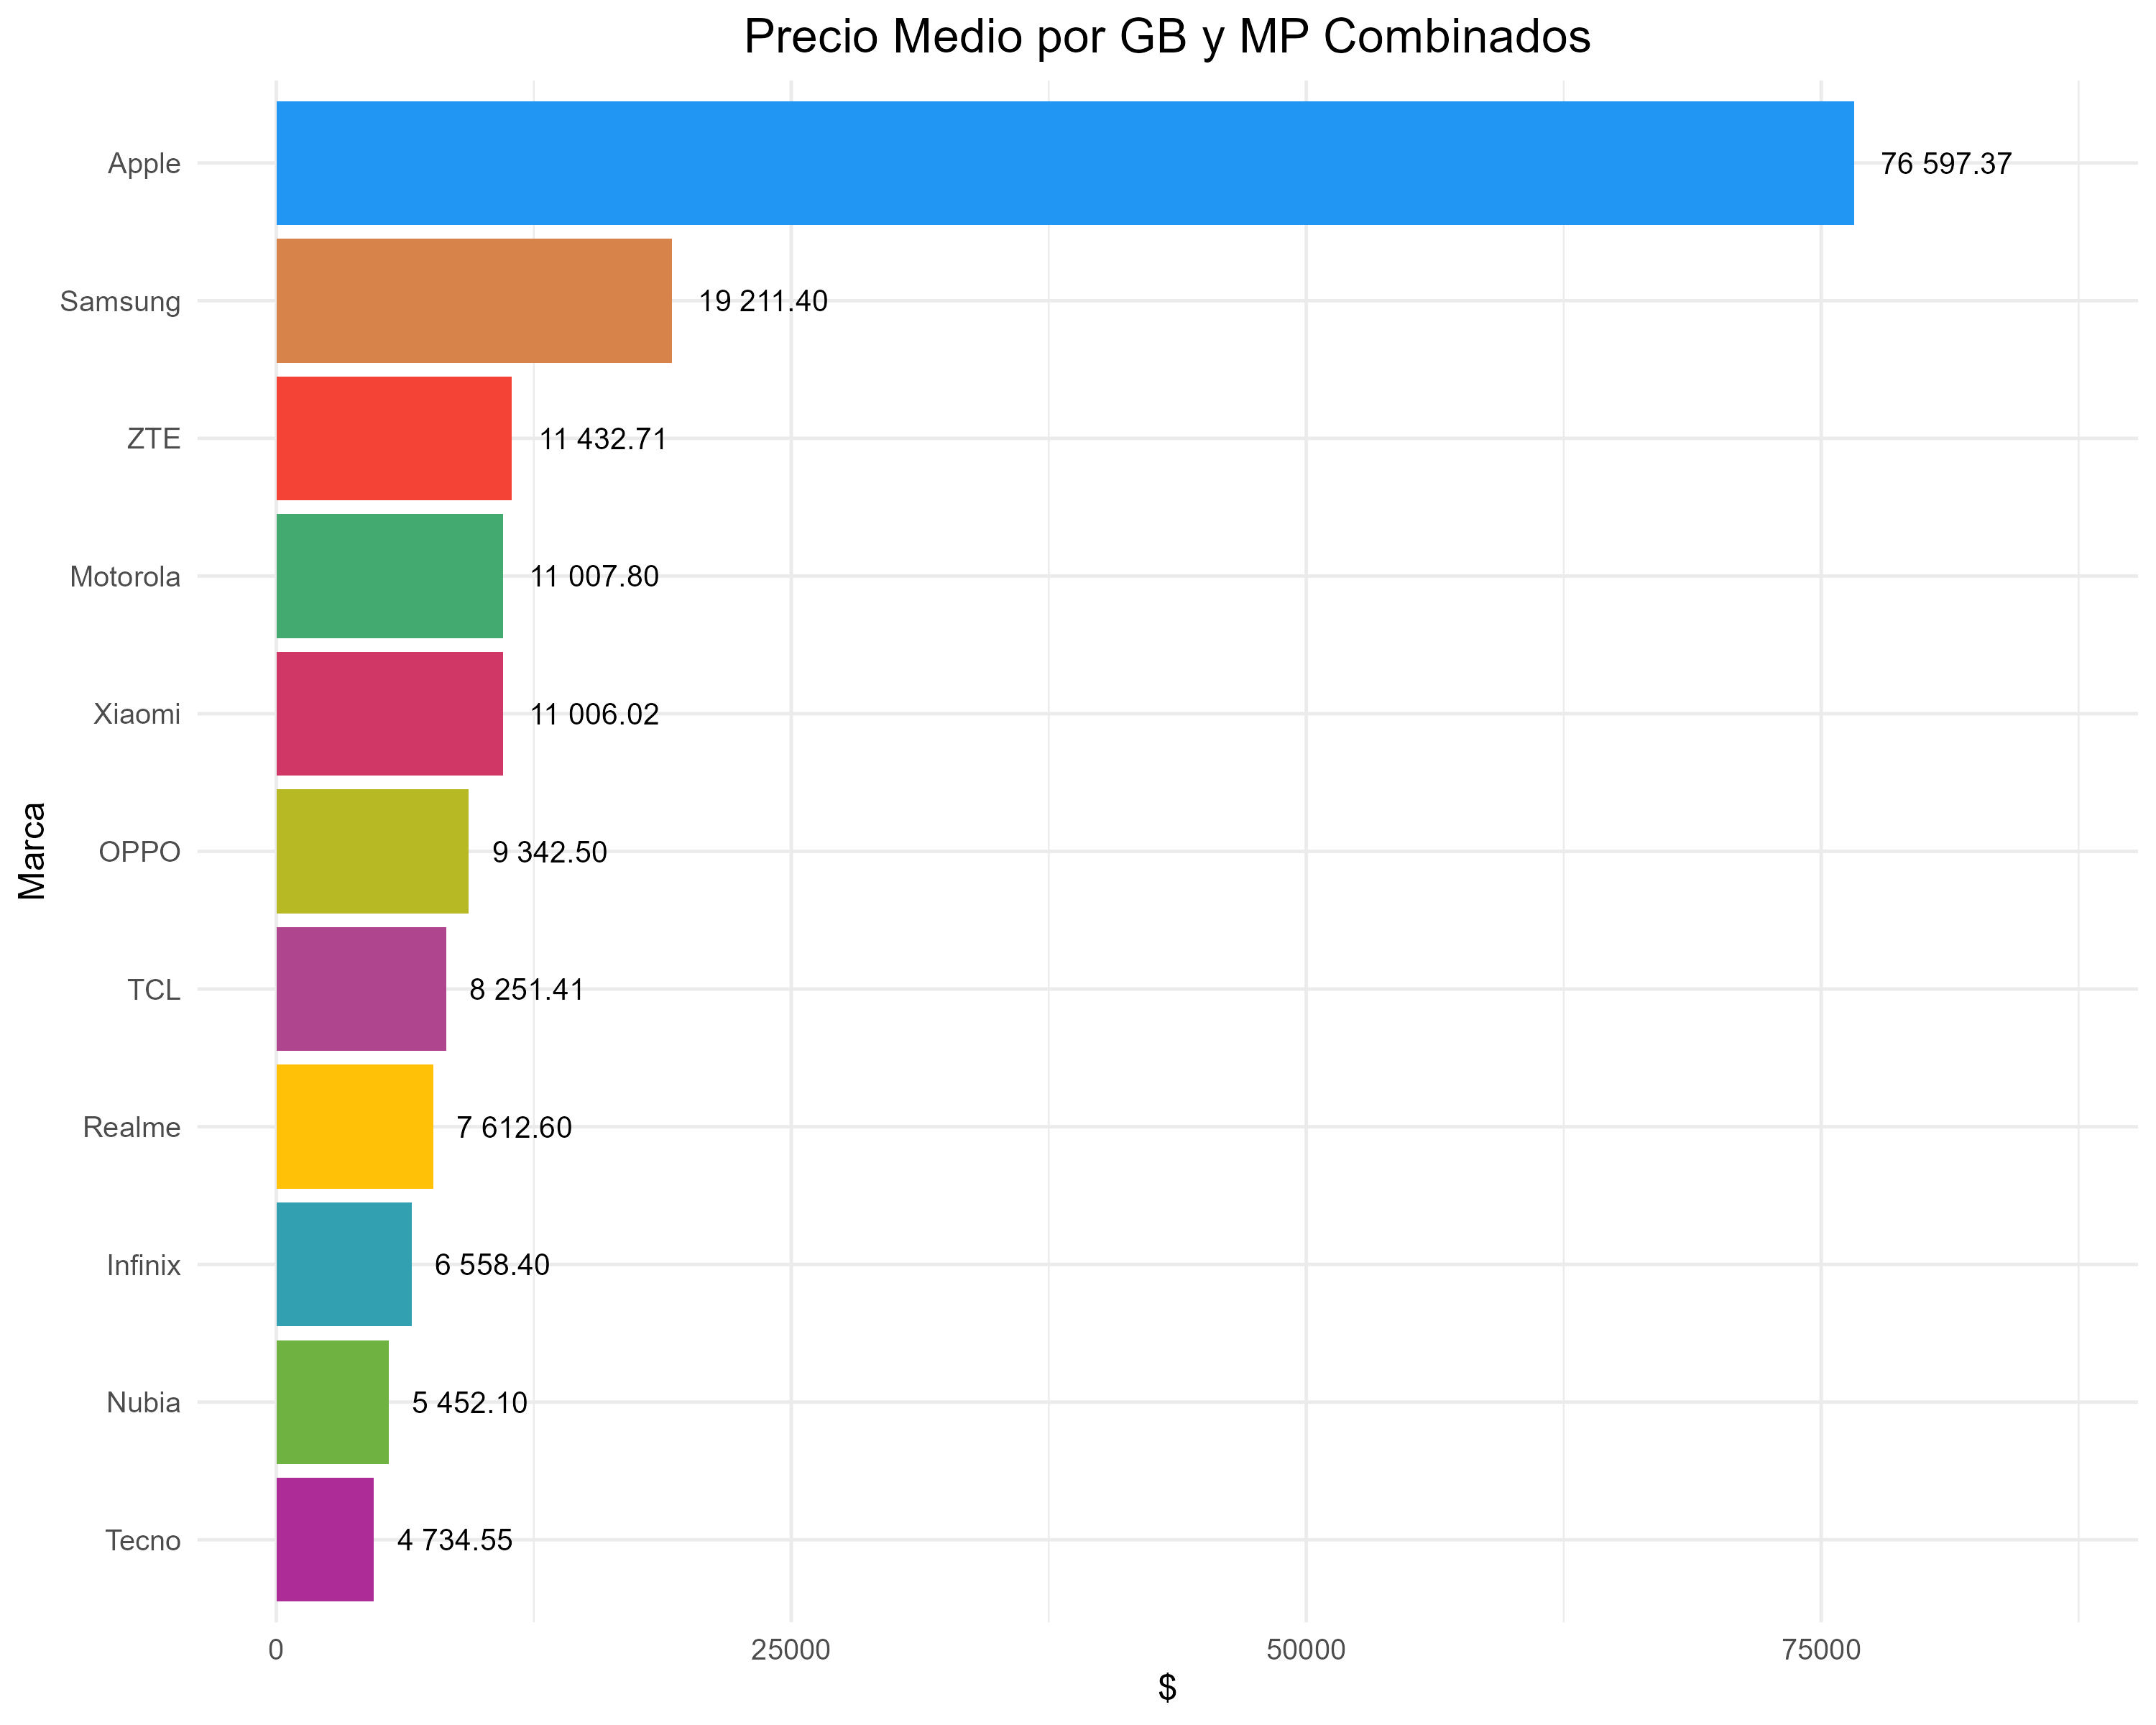 Precio Medio por GB y MP Combinados
Apple 76 597.37
Samsung 19 211.40
ZTE 11 432.71
Motorola 11 007.80
Xiaomi 11 006.02
OPPO 9 342.50
TCL 8 251.41
Realme 7 612.60
Infinix 6 558.40
Nubia 5 452.10
Tecno 4 734.55
Marca
0 25000 50000 75000
$